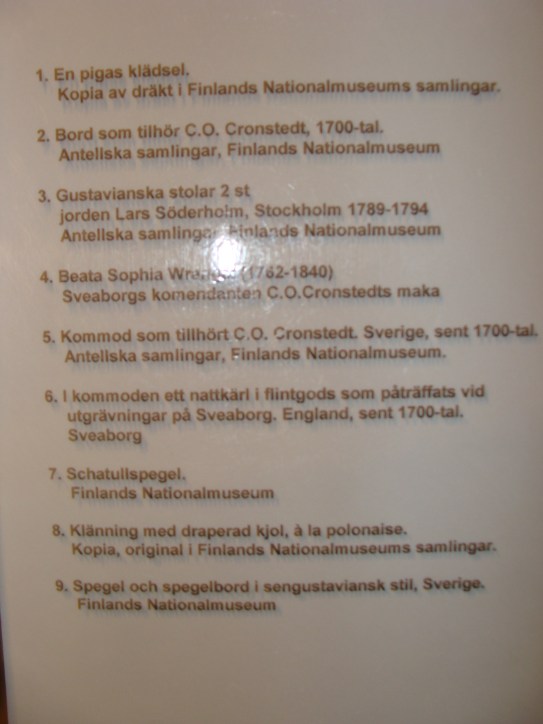 1. En pigas klädsel.
Kopia av dräkt i Finlands Nationalmuseums samlingar.
2. Bord som tilhör C.O. Cronstedt, 1700-tal.
Antellska samlingar, Finlands Nationalmuseum
3. Gustavianska stolar 2 st
jorden Lars Söderholm, Stockholm 1789-1794
Antellska samlingar, Finlands Nationalmuseum
4. Beata Sophia (1762-1840)
Sveaborgs komendanten C.O.Cronstedts maka
5. Kommod som tillhört C.O. Cronstedt. Sverige, sent 1700-tal.
Antellska samlingar, Finlands Nationalmuseum.
6. I kommoden ett nattkärl i flintgods som påträffats vid
utgrävningar på Sveaborg. England, sent 1700-tal.
Sveaborg
7. Schatullspegel.
Finlands Nationalmuseum
8. Klänning med draperad kjol, à la polonaise.
Kopia, original i Finlands Nationalmuseums samlingar.
9. Spegel och spegelbord i sengustaviansk stil, Sverige.
Finlands Nationalmuseum